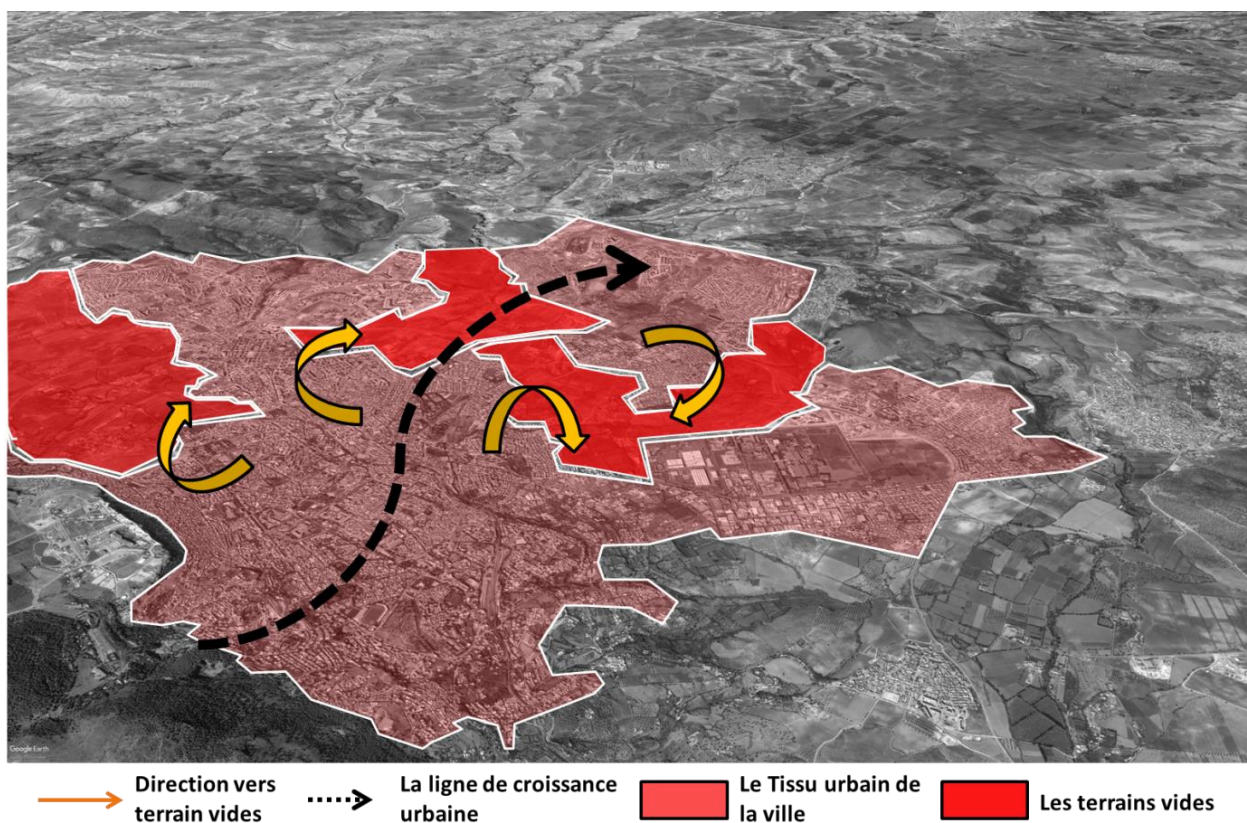 Google Earth
Direction vers
terrain vides
La ligne de croissance
urbaine
Le Tissu urbain de
la ville
Les terrains vides